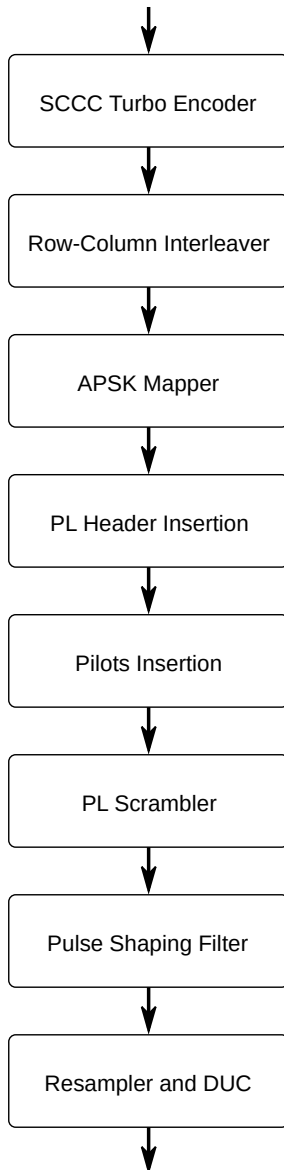 SCCC Turbo Encoder
Row-Column Interleaver
APSK Mapper
PL Header Insertion
Pilots Insertion
PL Scrambler
Pulse Shaping Filter
Resampler and DUC